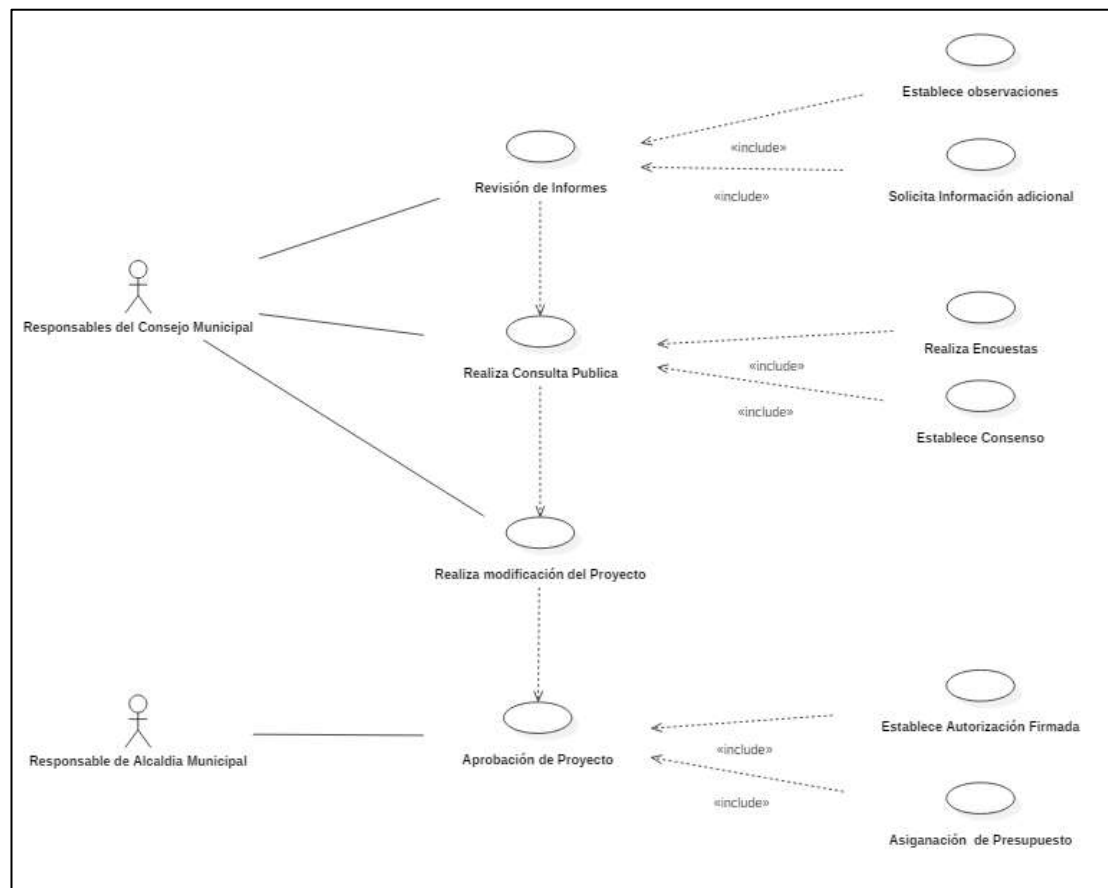 Establece observaciones
«include»
Revisión de Informes
«include»
Solicita Información adicional
Responsables del Consejo Municipal
Realiza Encuestas
Realiza Consulta Publica
«include»
«include»
Establece Consenso
Realiza modificación del Proyecto
Establece Autorización Firmada
Responsable de Alcaldia Municipal
Aprobación de Proyecto
«include»
«include»
Asiganación de Presupuesto